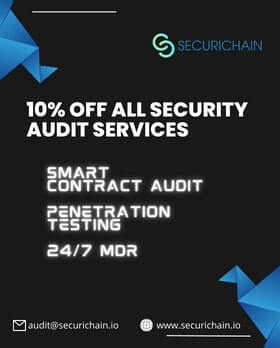 SECURICHAIN
10% OFF ALL SECURITY
AUDIT SERVICES
SMART
CONTRACT AUDIT
PENETRATION
TESTING
24/7 MDR
audit@securichain.io
www.securichain.io